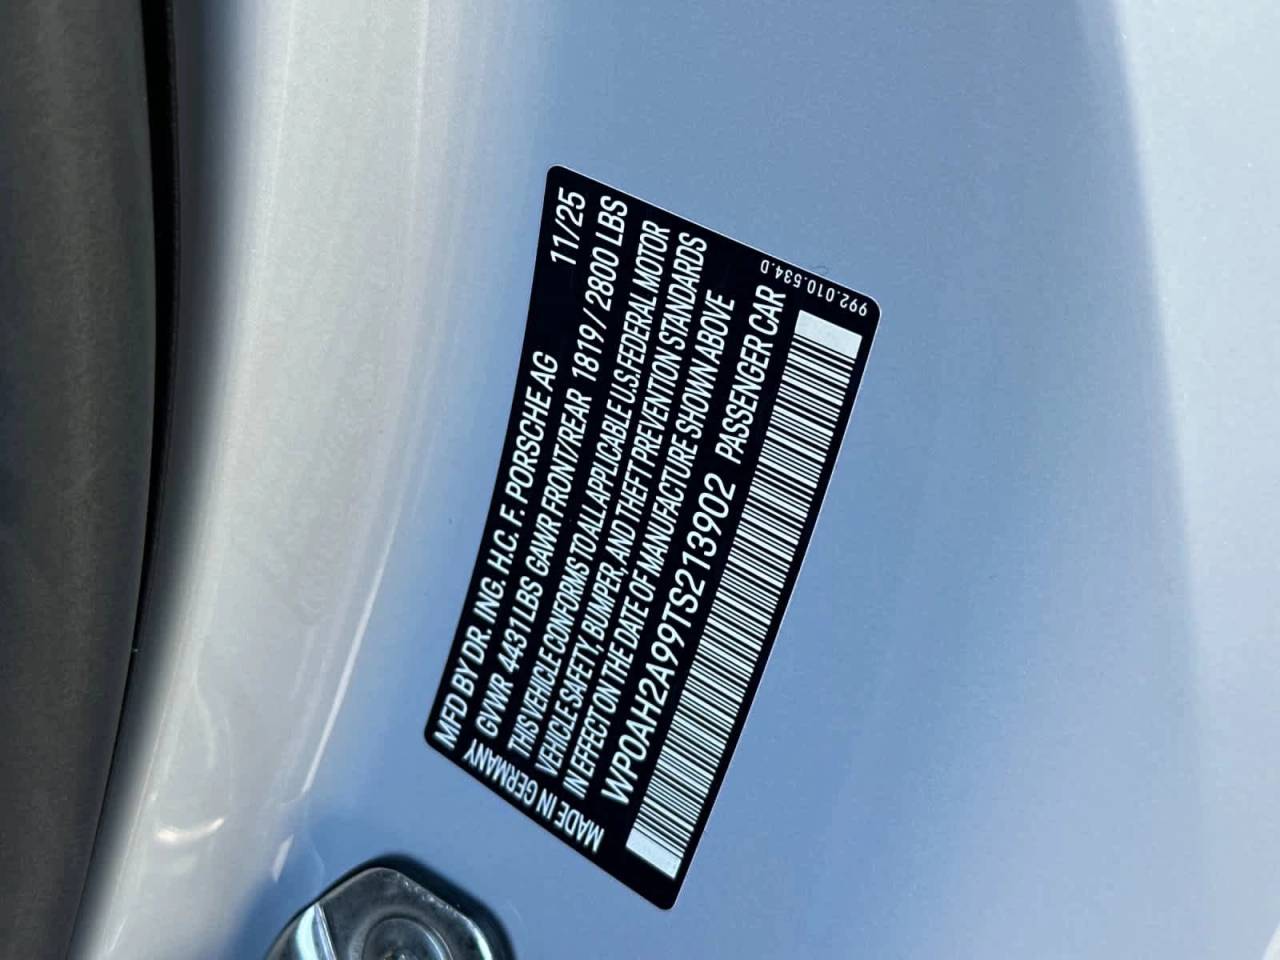 MFD BY DR. ING. H.C. F. PORSCHE AG 11/25
GVWR 4431 LBS GAWR FRONT/REAR 1819/2800 LBS
THIS VEHICLE CONFORMS TO ALL APPLICABLE U.S. FEDERAL MOTOR
VEHICLE SAFETY, BUMPER, AND THEFT PREVENTION STANDARDS
IN EFFECT ON THE DATE OF MANUFACTURE SHOWN ABOVE
WP0AH2A99TS213902 PASSENGER CAR
MADE IN GERMANY
992.010.534.D